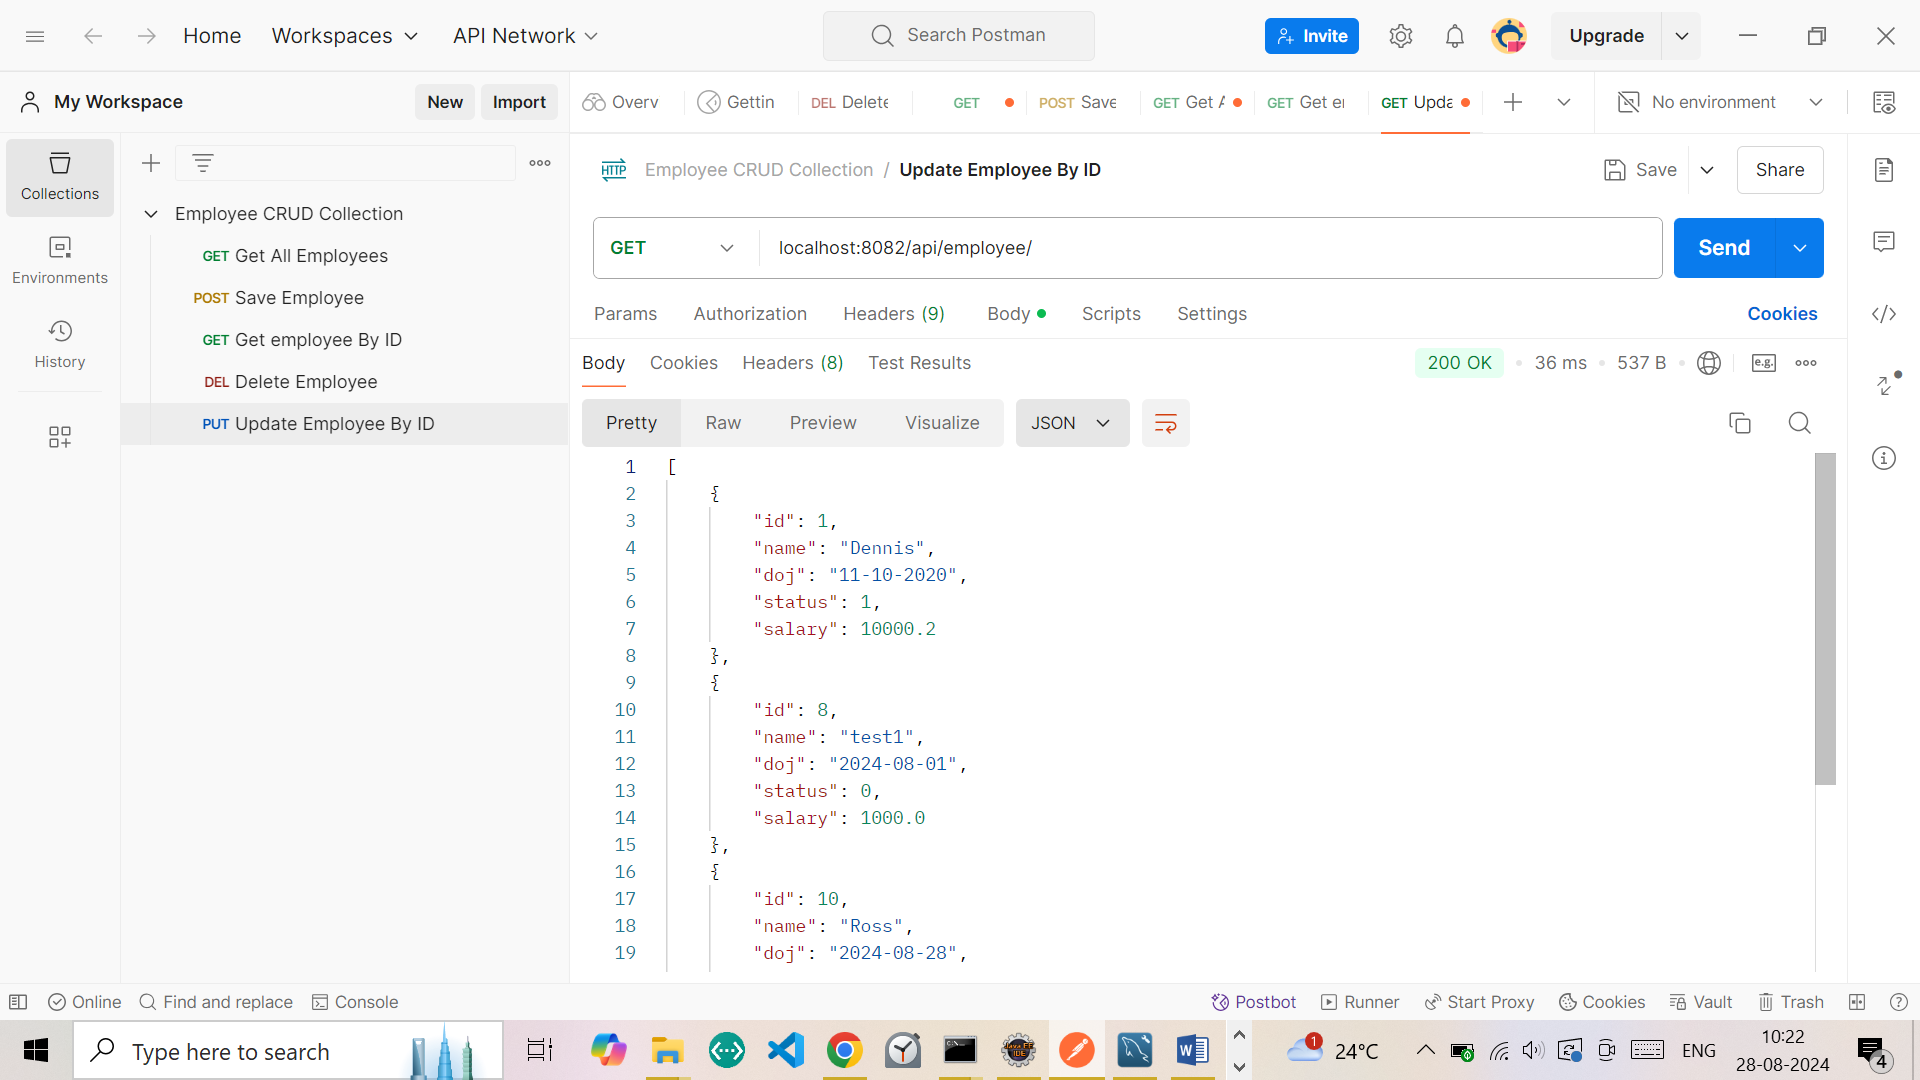 Home
Workspaces
API Network
Search Postman
Invite
Upgrade
My Workspace
New
Import
Overv
Gettin
DEL Delete
GET
POST Save
GET Get A
GET Get er
GET Upda
No environment
Collections
Environments
History
Employee CRUD Collection
GET Get All Employees
POST Save Employee
GET Get employee By ID
DEL Delete Employee
PUT Update Employee By ID
HTTP
Employee CRUD Collection / Update Employee By ID
Save
Share
GET
localhost:8082/api/employee/
Send
Params
Authorization
Headers (9)
Body
Scripts
Settings
Cookies
Body
Cookies
Headers (8)
Test Results
200 OK
36 ms
537 B
e.g.
Pretty
Raw
Preview
Visualize
JSON
1 [
2 {
3 "id": 1,
4 "name": "Dennis",
5 "doj": "11-10-2020",
6 "status": 1,
7 "salary": 10000.2
8 },
9 {
10 "id": 8,
11 "name": "test1",
12 "doj": "2024-08-01",
13 "status": 0,
14 "salary": 1000.0
15 },
16 {
17 "id": 10,
18 "name": "Ross",
19 "doj": "2024-08-28",
Online
Find and replace
Console
Postbot
Runner
Start Proxy
Cookies
Vault
Trash
Type here to search
1
24°C
ENG
10:22
28-08-2024
4